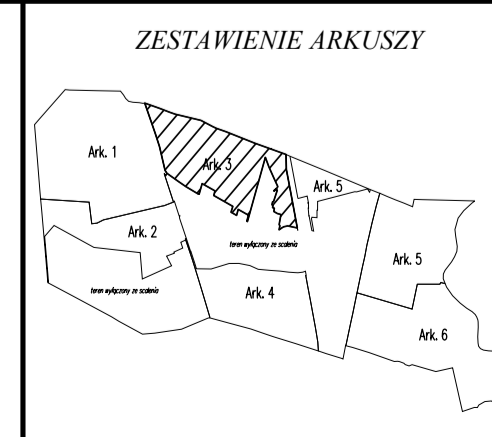 ZESTAWIENIE ARKUSZY
Ark. 1
Ark. 3
Ark. 5
Ark. 2
teren wyłączony ze scalenia
Ark. 5
teren wyłączony ze scalenia
Ark. 4
Ark. 6